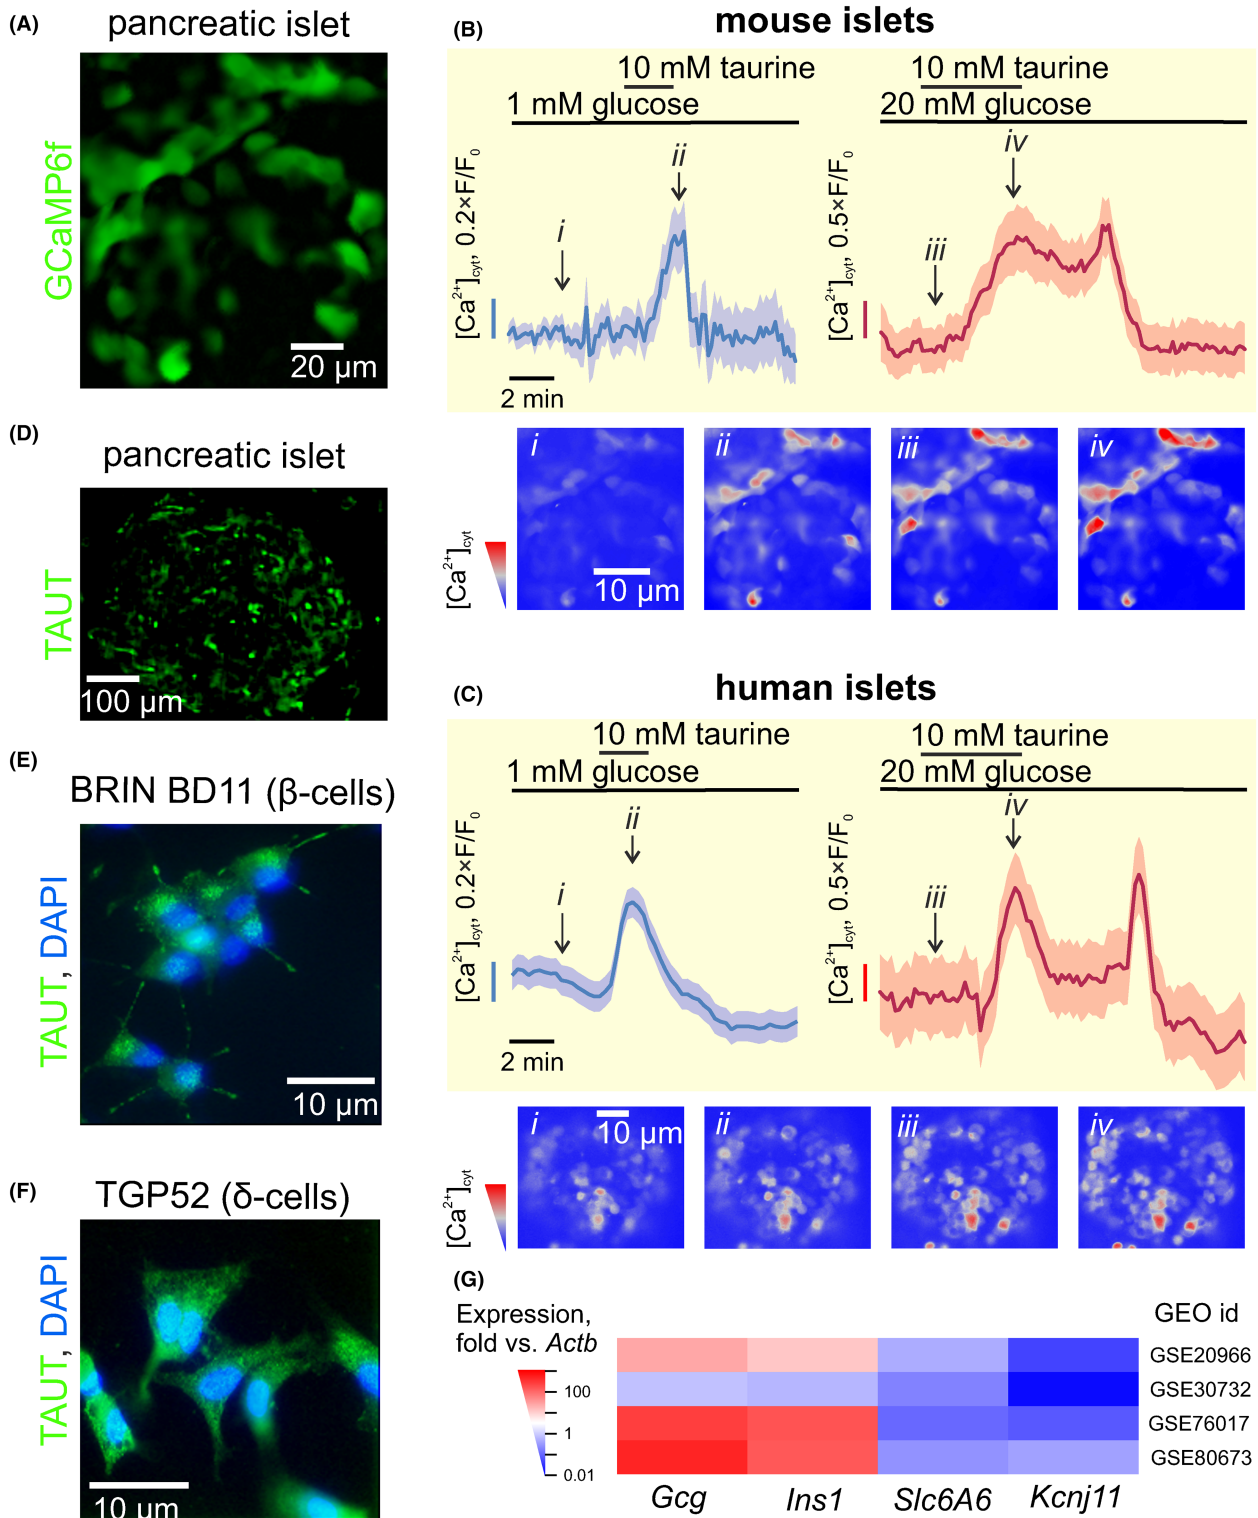 (A)
pancreatic islet
GCaMP6f
20 µm
(B)
mouse islets
10 mM taurine
1 mM glucose
[Ca²⁺]cyt, 0.2×F/F₀
i
ii
2 min
10 mM taurine
20 mM glucose
[Ca²⁺]cyt, 0.5×F/F₀
iii
iv
[Ca²⁺]cyt
i
10 µm
ii
iii
iv
(D)
pancreatic islet
TAUT
100 µm
(C)
human islets
10 mM taurine
1 mM glucose
[Ca²⁺]cyt, 0.2×F/F₀
i
ii
2 min
10 mM taurine
20 mM glucose
[Ca²⁺]cyt, 0.5×F/F₀
iii
iv
[Ca²⁺]cyt
i
10 µm
ii
iii
iv
(E)
BRIN BD11 (β-cells)
TAUT, DAPI
10 µm
(F)
TGP52 (δ-cells)
TAUT, DAPI
10 µm
(G)
Expression,
fold vs. Actb
100
1
0.01
GEO id
GSE20966
GSE30732
GSE76017
GSE80673
Gcg
Ins1
Slc6A6
Kcnj11